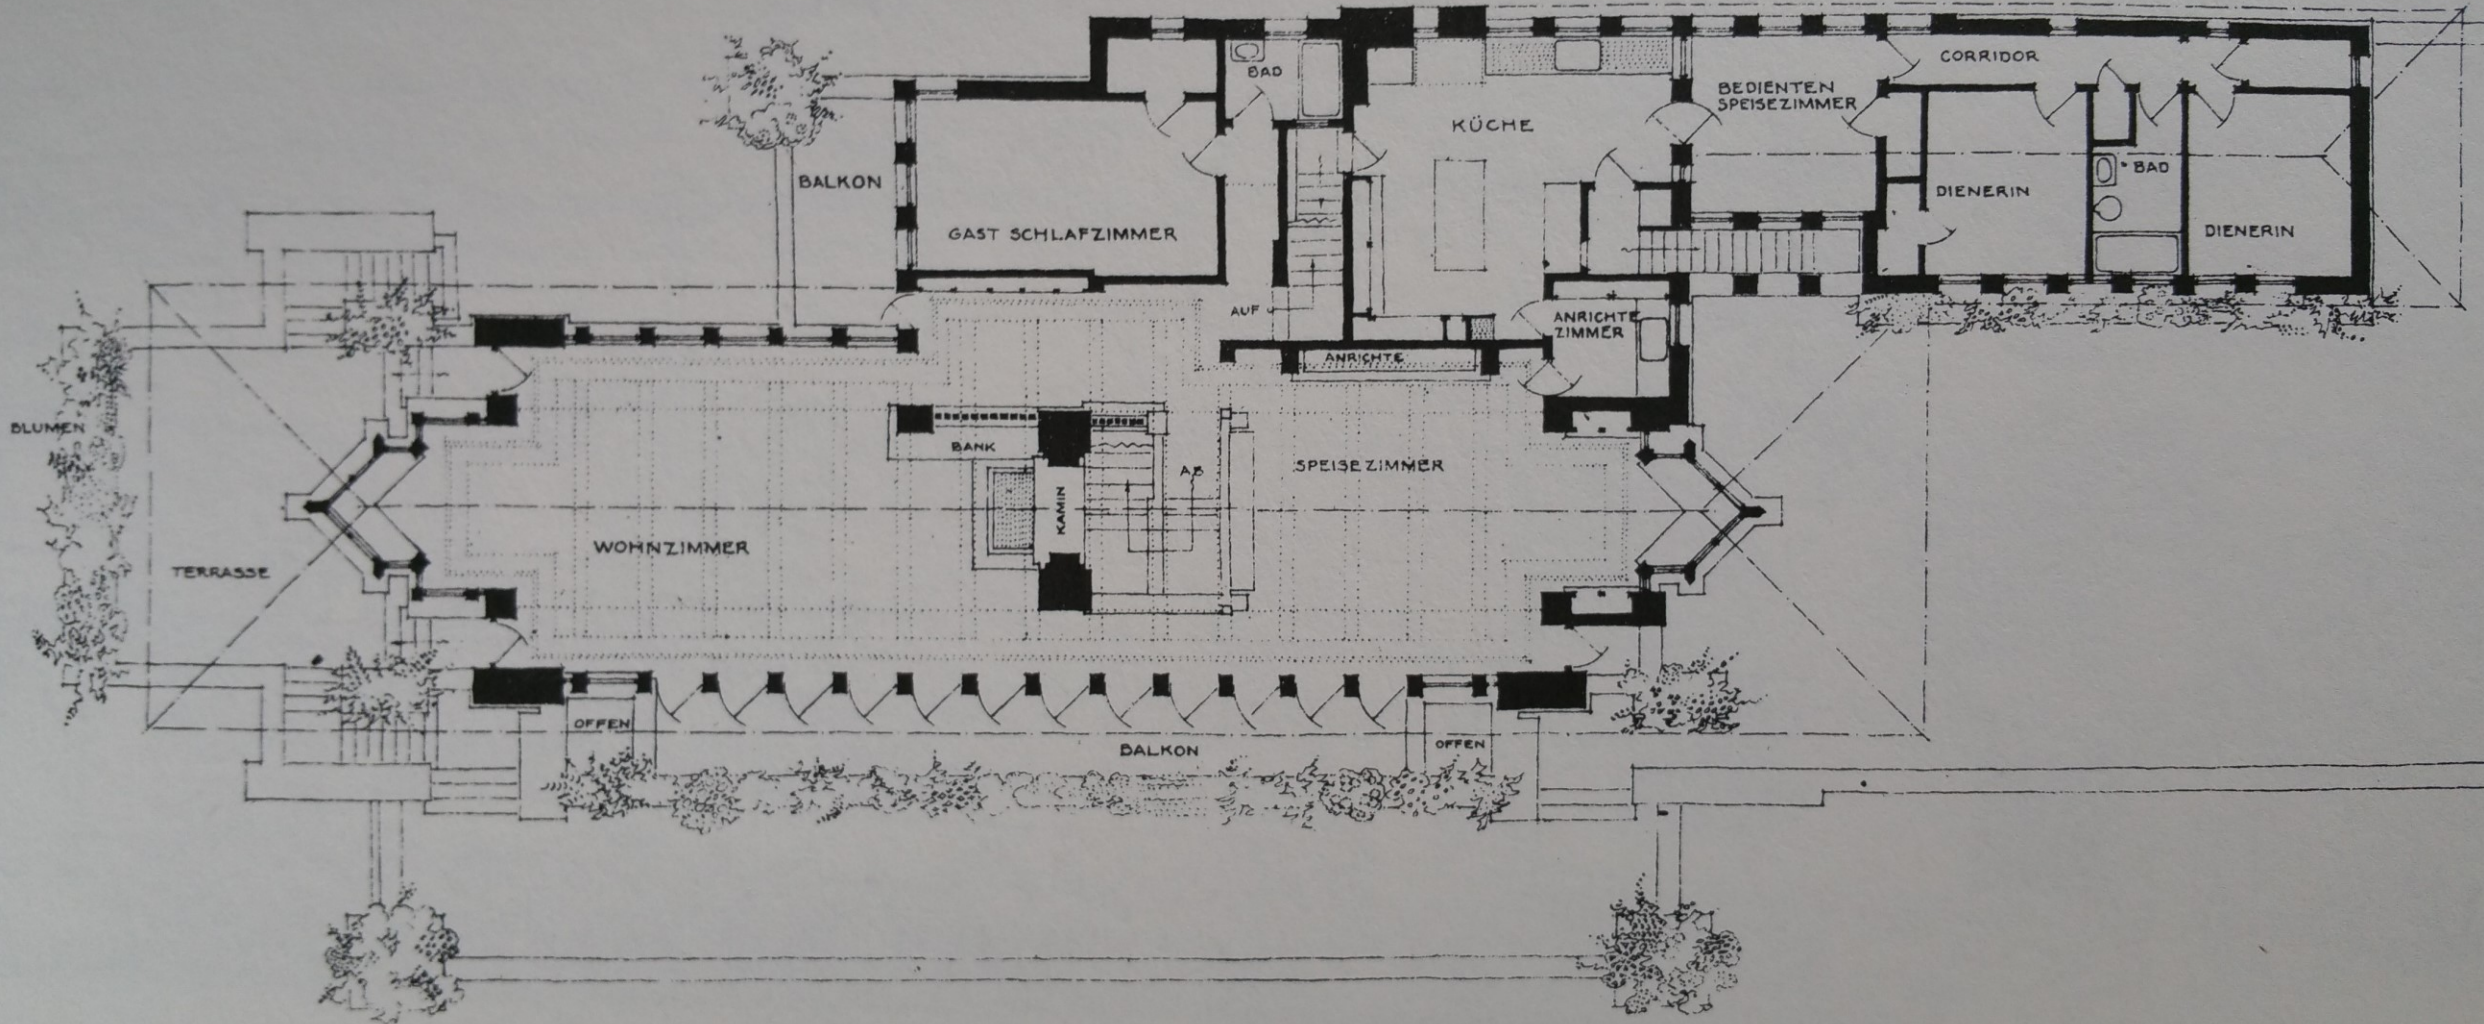 CORRIDOR
BAD
BEDIENTEN
SPEISEZIMMER
KÜCHE
BAD
BALKON
DIENERIN
GAST SCHLAFZIMMER
DIENERIN
AUF
ANRICHTE
ZIMMER
ANRICHTE
BLUMEN
BANK
AB
SPEISEZIMMER
KAMIN
WOHNZIMMER
TERRASSE
OFFEN
BALKON
OFFEN